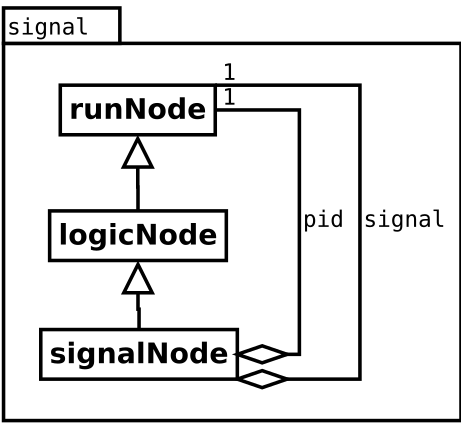 signal
1
runNode
1
logicNode
pid
signal
signalNode